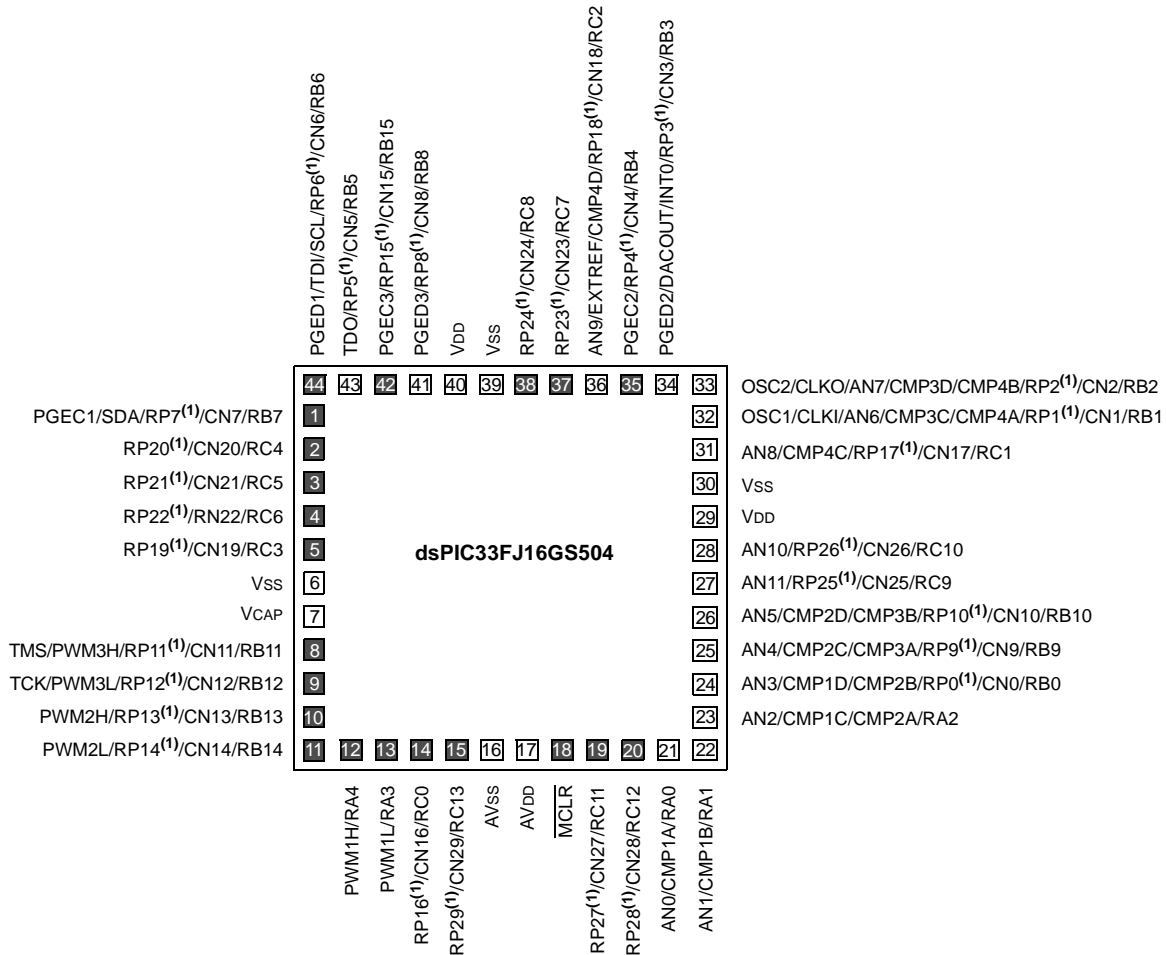 PGED1/TDI/SCL/RP6(1)/CN6/RB6
TDO/RP5(1)/CN5/RB5
PGEC3/RP15(1)/CN15/RB15
PGED3/RP8(1)/CN8/RB8
VDD
VSS
RP24(1)/CN24/RC8
RP23(1)/CN23/RC7
AN9/EXTREF/CMP4D/RP18(1)/CN18/RC2
PGEC2/RP4(1)/CN4/RB4
PGED2/DACOUT/INT0/RP3(1)/CN3/RB3
44 43 42 41 40 39 38 37 36 35 34 33
OSC2/CLKO/AN7/CMP3D/CMP4B/RP2(1)/CN2/RB2
PGEC1/SDA/RP7(1)/CN7/RB7 1
32 OSC1/CLKI/AN6/CMP3C/CMP4A/RP1(1)/CN1/RB1
RP20(1)/CN20/RC4 2
31 AN8/CMP4C/RP17(1)/CN17/RC1
RP21(1)/CN21/RC5 3
30 VSS
RP22(1)/RN22/RC6 4
29 VDD
RP19(1)/CN19/RC3 5
dsPIC33FJ16GS504
28 AN10/RP26(1)/CN26/RC10
VSS 6
27 AN11/RP25(1)/CN25/RC9
VCAP 7
26 AN5/CMP2D/CMP3B/RP10(1)/CN10/RB10
TMS/PWM3H/RP11(1)/CN11/RB11 8
25 AN4/CMP2C/CMP3A/RP9(1)/CN9/RB9
TCK/PWM3L/RP12(1)/CN12/RB12 9
24 AN3/CMP1D/CMP2B/RP0(1)/CN0/RB0
PWM2H/RP13(1)/CN13/RB13 10
23 AN2/CMP1C/CMP2A/RA2
PWM2L/RP14(1)/CN14/RB14
11 12 13 14 15 16 17 18 19 20 21 22
PWM1H/RA4
PWM1L/RA3
RP16(1)/CN16/RC0
RP29(1)/CN29/RC13
AVSS
AVDD
MCLR
RP27(1)/CN27/RC11
RP28(1)/CN28/RC12
AN0/CMP1A/RA0
AN1/CMP1B/RA1